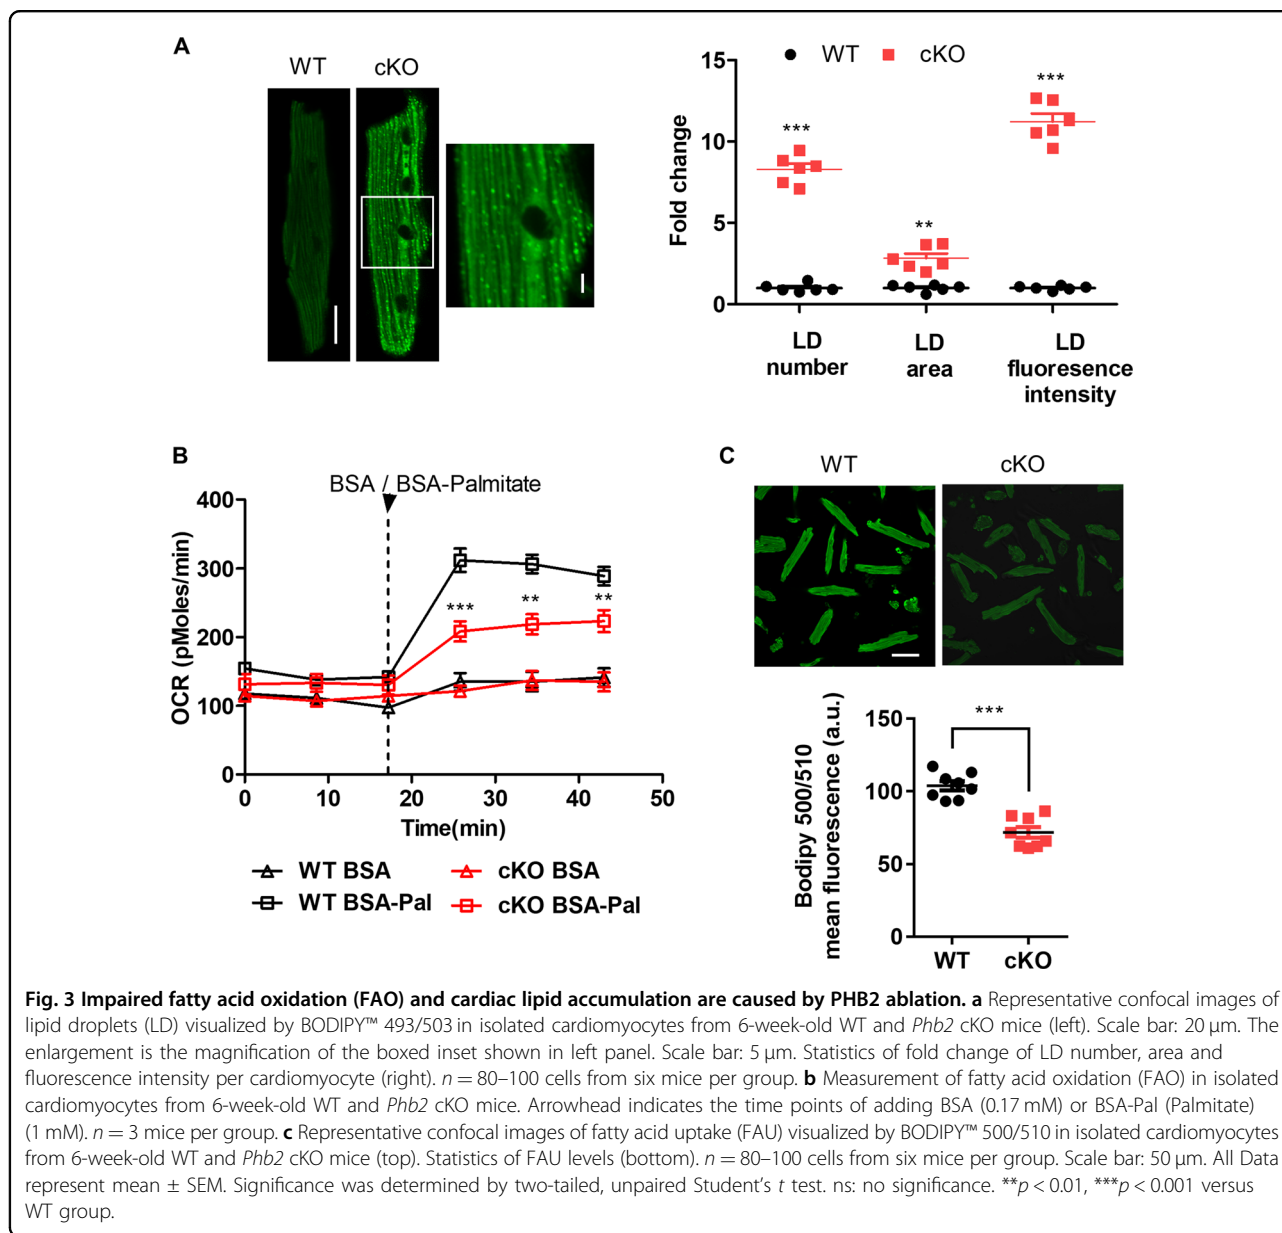 A
WT
cKO
WT
cKO
Fold change
15
10
5
0
***
**
***
LD
number
LD
area
LD
fluoresence
intensity
B
BSA / BSA-Palmitate
OCR (pMoles/min)
400
300
200
100
0
***
**
**
0
10
20
30
40
50
Time(min)
WT BSA
cKO BSA
WT BSA-Pal
cKO BSA-Pal
C
WT
cKO
Bodipy 500/510
mean fluorescence (a.u.)
150
100
50
0
***
WT
cKO
Fig. 3 Impaired fatty acid oxidation (FAO) and cardiac lipid accumulation are caused by PHB2 ablation. a Representative confocal images of
lipid droplets (LD) visualized by BODIPY™ 493/503 in isolated cardiomyocytes from 6-week-old WT and Phb2 cKO mice (left). Scale bar: 20 μm. The
enlargement is the magnification of the boxed inset shown in left panel. Scale bar: 5 μm. Statistics of fold change of LD number, area and
fluorescence intensity per cardiomyocyte (right). n = 80–100 cells from six mice per group. b Measurement of fatty acid oxidation (FAO) in isolated
cardiomyocytes from 6-week-old WT and Phb2 cKO mice. Arrowhead indicates the time points of adding BSA (0.17 mM) or BSA-Pal (Palmitate)
(1 mM). n = 3 mice per group. c Representative confocal images of fatty acid uptake (FAU) visualized by BODIPY™ 500/510 in isolated cardiomyocytes
from 6-week-old WT and Phb2 cKO mice (top). Statistics of FAU levels (bottom). n = 80–100 cells from six mice per group. Scale bar: 50 μm. All Data
represent mean ± SEM. Significance was determined by two-tailed, unpaired Student's t test. ns: no significance. **p < 0.01, ***p < 0.001 versus
WT group.